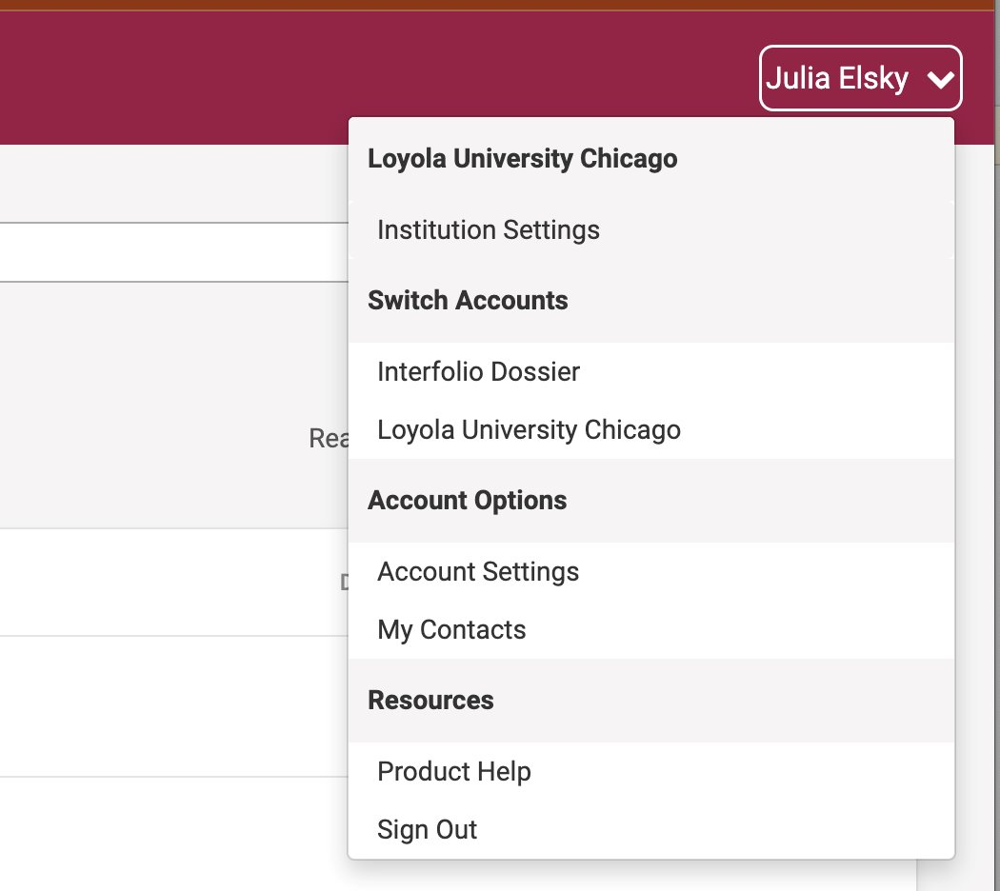 Julia Elsky
Loyola University Chicago
Institution Settings
Switch Accounts
Interfolio Dossier
Rea
Loyola University Chicago
Account Options
Account Settings
My Contacts
Resources
Product Help
Sign Out